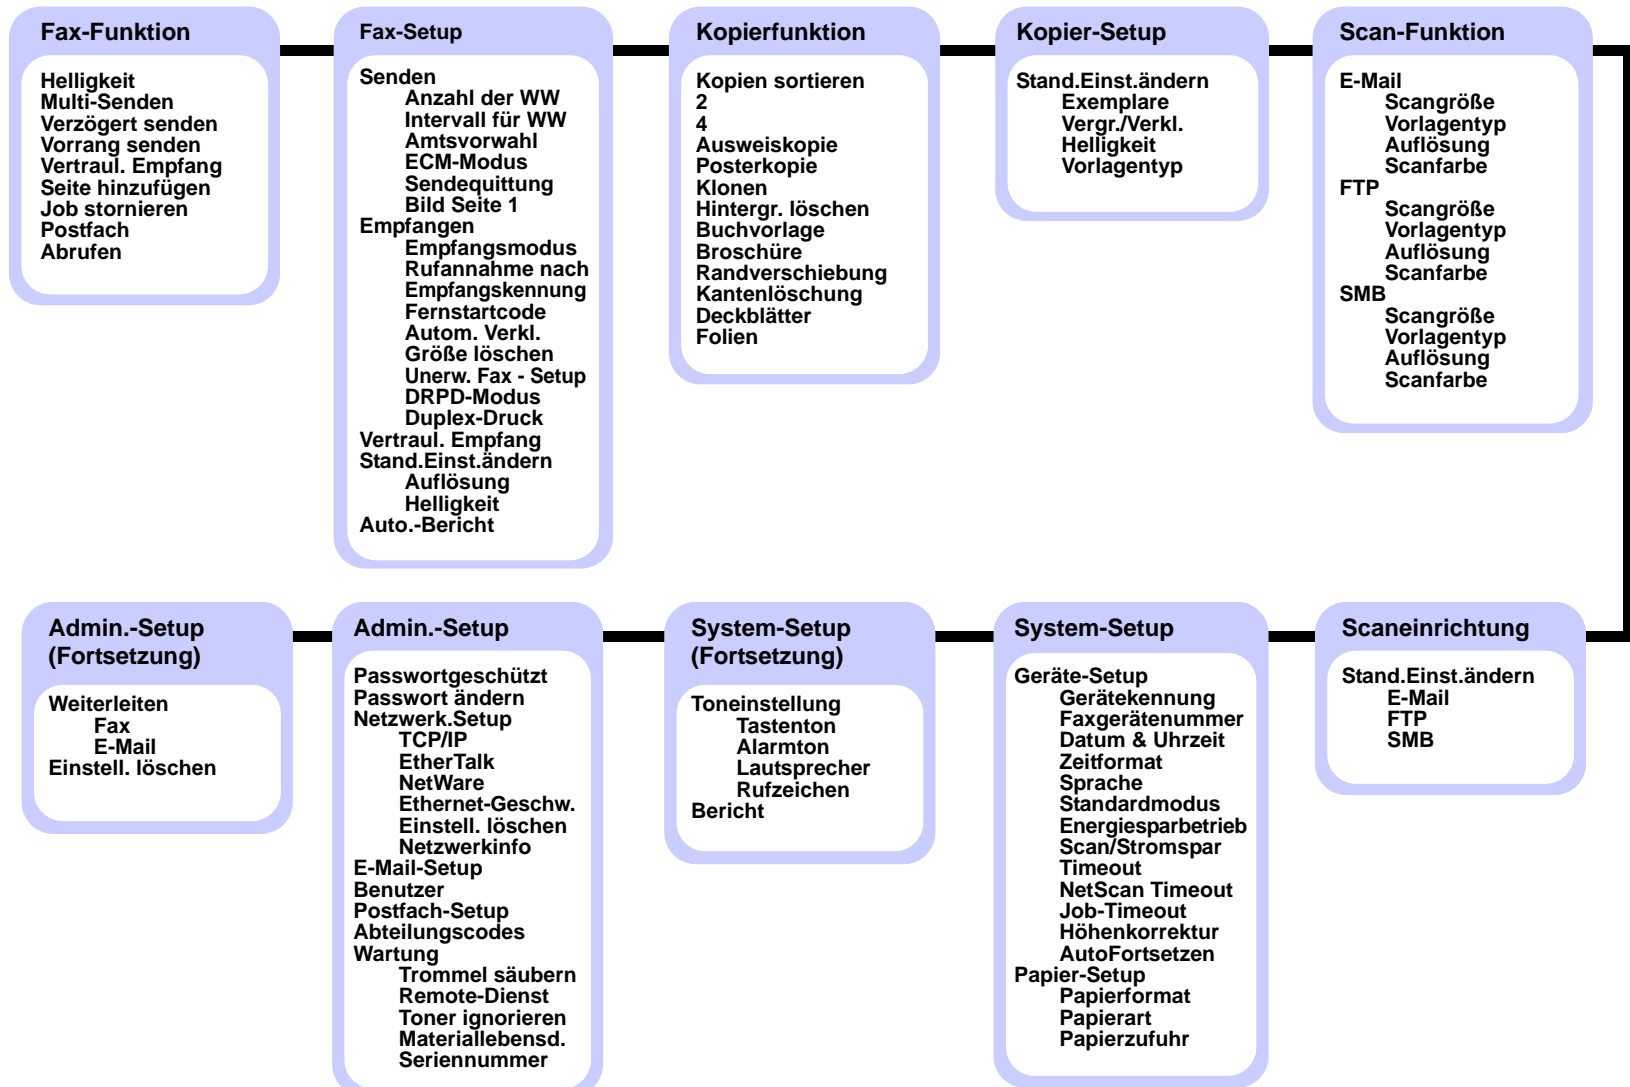 Fax-Funktion
Helligkeit
Multi-Senden
Verzögert senden
Vorrang senden
Vertraul. Empfang
Seite hinzufügen
Job stornieren
Postfach
Abrufen
Fax-Setup
Senden
Anzahl der WW
Intervall für WW
Amtsvorwahl
ECM-Modus
Sendequittung
Bild Seite 1
Empfangen
Empfangsmodus
Rufannahme nach
Empfangskennung
Fernstartcode
Autom. Verkl.
Größe löschen
Unerw. Fax - Setup
DRPD-Modus
Duplex-Druck
Vertraul. Empfang
Stand.Einst.ändern
Auflösung
Helligkeit
Auto.-Bericht
Kopierfunktion
Kopien sortieren
2
4
Ausweiskopie
Posterkopie
Klonen
Hintergr. löschen
Buchvorlage
Broschüre
Randverschiebung
Kantenlöschung
Deckblätter
Folien
Kopier-Setup
Stand.Einst.ändern
Exemplare
Vergr./Verkl.
Helligkeit
Vorlagentyp
Scan-Funktion
E-Mail
Scangröße
Vorlagentyp
Auflösung
Scanfarbe
FTP
Scangröße
Vorlagentyp
Auflösung
Scanfarbe
SMB
Scangröße
Vorlagentyp
Auflösung
Scanfarbe
Admin.-Setup
(Fortsetzung)
Weiterleiten
Fax
E-Mail
Einstell. löschen
Admin.-Setup
Passwortgeschützt
Passwort ändern
Netzwerk.Setup
TCP/IP
EtherTalk
NetWare
Ethernet-Geschw.
Einstell. löschen
Netzwerkinfo
E-Mail-Setup
Benutzer
Postfach-Setup
Abteilungscodes
Wartung
Trommel säubern
Remote-Dienst
Toner ignorieren
Materiallebensd.
Seriennummer
System-Setup
(Fortsetzung)
Toneinstellung
Tastenton
Alarmton
Lautsprecher
Rufzeichen
Bericht
System-Setup
Geräte-Setup
Gerätekennung
Faxgerätenummer
Datum & Uhrzeit
Zeitformat
Sprache
Standardmodus
Energiesparbetrieb
Scan/Stromspar
Timeout
NetScan Timeout
Job-Timeout
Höhenkorrektur
AutoFortsetzen
Papier-Setup
Papierformat
Papierart
Papierzufuhr
Scaneinrichtung
Stand.Einst.ändern
E-Mail
FTP
SMB